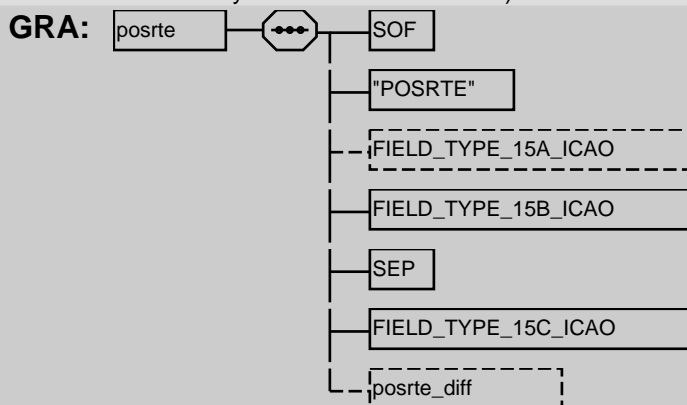 GRA: posrte SOF
"POSRTE"
FIELD_TYPE_15A_ICAO
FIELD_TYPE_15B_ICAO
SEP
FIELD_TYPE_15C_ICAO
posrte_diff